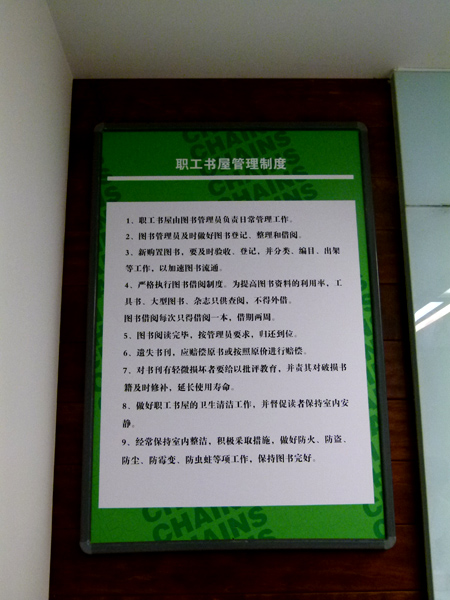 CHAINS
CHAINS
职工书屋管理制度
1、职工书屋由图书管理员负责日常管理工作。
2、图书管理员及时做好图书登记、整理和借阅。
3、新购置图书，要及时验收、登记，并分类、编目、出架
等工作，以加速图书流通。
4、严格执行图书借阅制度。为提高图书资料的利用率，工
具书、大型图书、杂志只供查阅，不得外借。
图书借阅每次只得借阅一本，借期两周。
5、图书阅读完毕，按管理员要求，归还到位。
6、遗失书刊，应赔偿原书或按照原价进行赔偿。
7、对书刊有轻微损坏者要给以批评教育，并责其对破损书
籍及时修补，延长使用寿命。
8、做好职工书屋的卫生清洁工作，并督促读者保持室内安
静。
9、经常保持室内整洁，积极采取措施，做好防火、防盗、
防尘、防霉变、防虫蛀等项工作，保持图书完好。
CHAINS
CHAINS